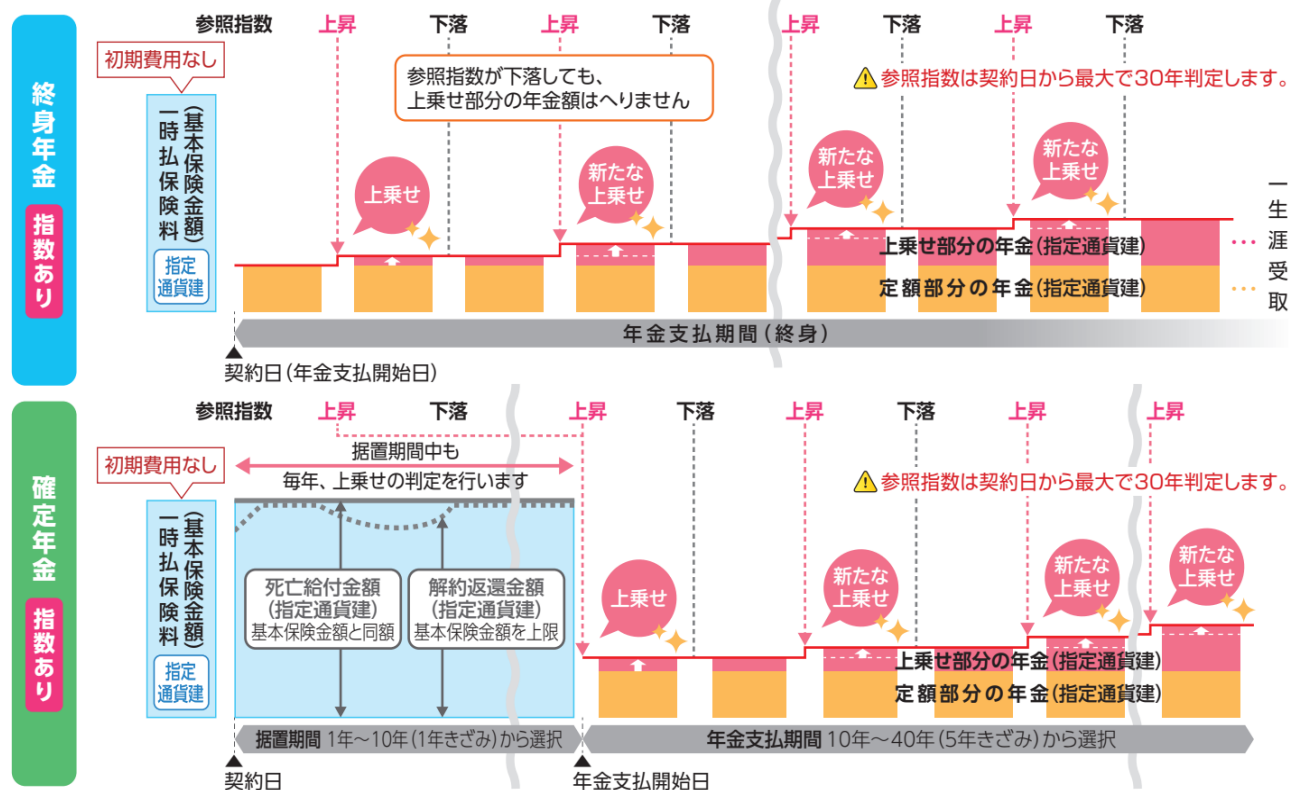 終身年金
指数あり
参照指数 上昇 下落 上昇 下落 上昇 下落 上昇 下落
初期費用なし
参照指数が下落しても、
上乗せ部分の年金額はへりません
⚠参照指数は契約日から最大で30年判定します。
一時払保険料
(基本保険金額)
指定
通貨建
上乗せ
新たな
上乗せ
新たな
上乗せ
新たな
上乗せ
上乗せ部分の年金(指定通貨建) …
定額部分の年金(指定通貨建) …
一生涯受取
年金支払期間(終身)
▲
契約日(年金支払開始日)
確定年金
指数あり
参照指数 上昇 下落 上昇 下落 上昇 下落 上昇 上昇
初期費用なし
据置期間中も
毎年、上乗せの判定を行います
⚠参照指数は契約日から最大で30年判定します。
一時払保険料
(基本保険金額)
指定
通貨建
死亡給付金額
(指定通貨建)
基本保険金額と同額
解約返還金額
(指定通貨建)
基本保険金額を上限
上乗せ
新たな
上乗せ
新たな
上乗せ
新たな
上乗せ
上乗せ部分の年金(指定通貨建)
定額部分の年金(指定通貨建)
据置期間 1年～10年(1年きざみ)から選択
年金支払期間 10年～40年(5年きざみ)から選択
▲
契約日
▲
年金支払開始日